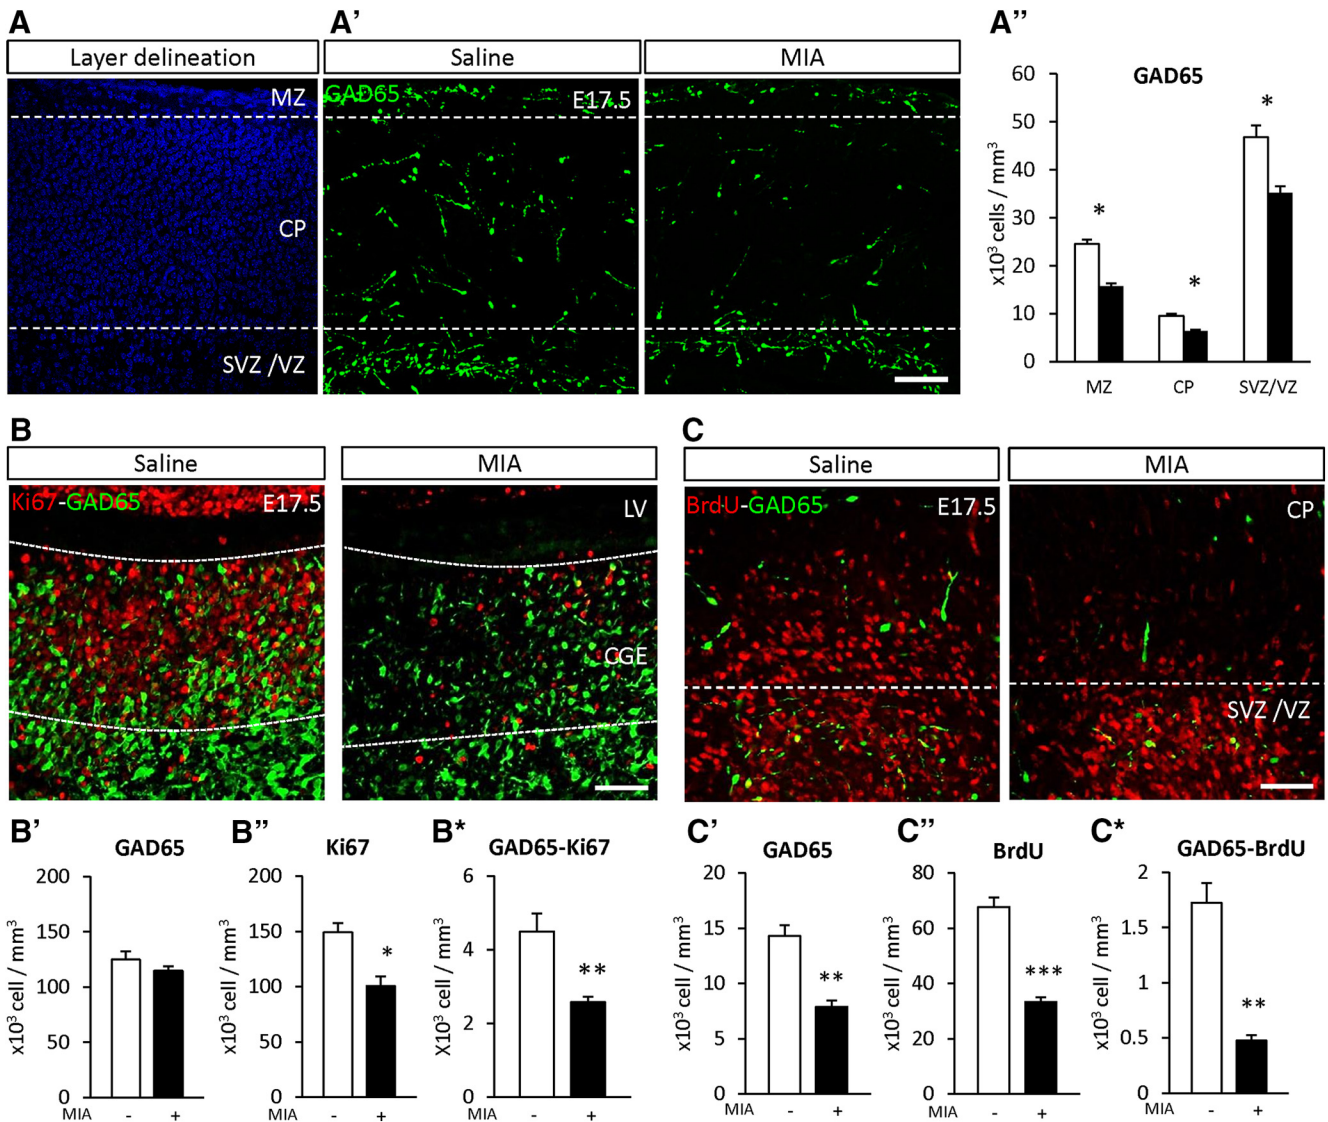 A
A’
A’’
Layer delineation
Saline
MIA
MZ
CP
SVZ /VZ
GAD65
E17.5
GAD65
x10³ cells / mm³
60
50
40
30
20
10
0
*
*
*
MZ
CP
SVZ/VZ
B
C
Saline
MIA
Saline
MIA
Ki67-GAD65
E17.5
LV
CGE
BrdU-GAD65
E17.5
CP
SVZ /VZ
B’
GAD65
x10³ cell / mm³
200
150
100
50
0
MIA - +
B’’
Ki67
x10³ cell / mm³
200
150
100
50
0
*
MIA - +
B*
GAD65-Ki67
X10³ cell / mm³
6
4
2
0
**
MIA - +
C’
GAD65
x10³ cell / mm³
20
15
10
5
0
**
MIA - +
C’’
BrdU
x10³ cell / mm³
80
60
40
20
0
***
MIA - +
C*
GAD65-BrdU
x10³ cell / mm³
2
1.5
1
0.5
0
**
MIA - +